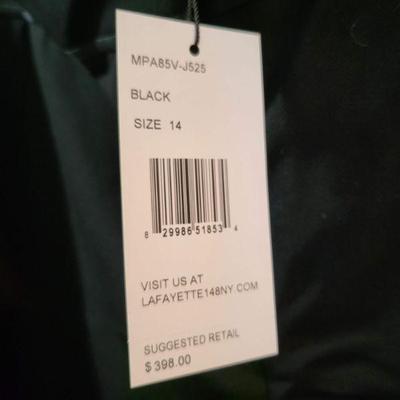 MPA85V-J525
BLACK
SIZE 14
8 29986 51853 4
VISIT US AT
LAFAYETTE148NY.COM
SUGGESTED RETAIL
$ 398.00